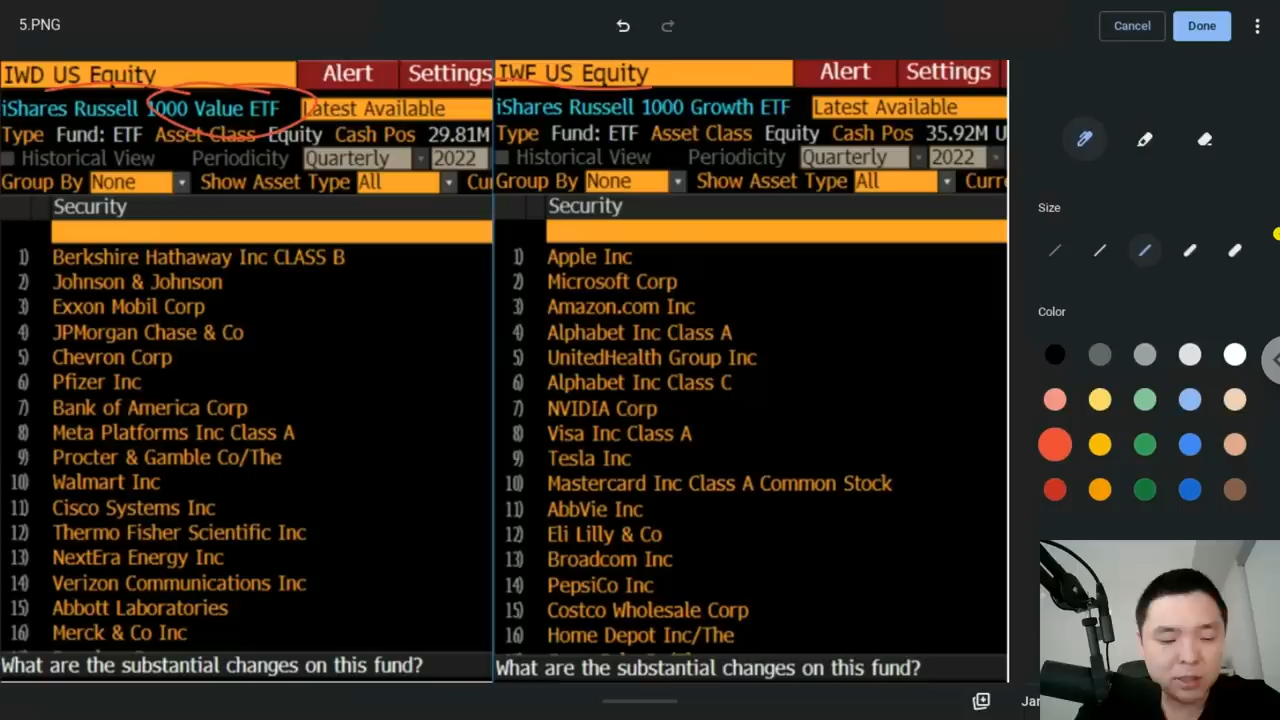 5.PNG
Cancel
Done
IWD US Equity
Alert
Settings
iShares Russell 1000 Value ETF
Latest Available
Type Fund: ETF Asset Class Equity Cash Pos 29.81M
Historical View Periodicity Quarterly 2022
Group By None Show Asset Type All Cu
Security
1) Berkshire Hathaway Inc CLASS B
2) Johnson & Johnson
3) Exxon Mobil Corp
4) JPMorgan Chase & Co
5) Chevron Corp
6) Pfizer Inc
7) Bank of America Corp
8) Meta Platforms Inc Class A
9) Procter & Gamble Co/The
10) Walmart Inc
11) Cisco Systems Inc
12) Thermo Fisher Scientific Inc
13) NextEra Energy Inc
14) Verizon Communications Inc
15) Abbott Laboratories
16) Merck & Co Inc
What are the substantial changes on this fund?
IWF US Equity
Alert
Settings
iShares Russell 1000 Growth ETF
Latest Available
Type Fund: ETF Asset Class Equity Cash Pos 35.92M U
Historical View Periodicity Quarterly 2022
Group By None Show Asset Type All Curr
Security
1) Apple Inc
2) Microsoft Corp
3) Amazon.com Inc
4) Alphabet Inc Class A
5) UnitedHealth Group Inc
6) Alphabet Inc Class C
7) NVIDIA Corp
8) Visa Inc Class A
9) Tesla Inc
10) Mastercard Inc Class A Common Stock
11) AbbVie Inc
12) Eli Lilly & Co
13) Broadcom Inc
14) PepsiCo Inc
15) Costco Wholesale Corp
16) Home Depot Inc/The
What are the substantial changes on this fund?
Size
Color
Jar